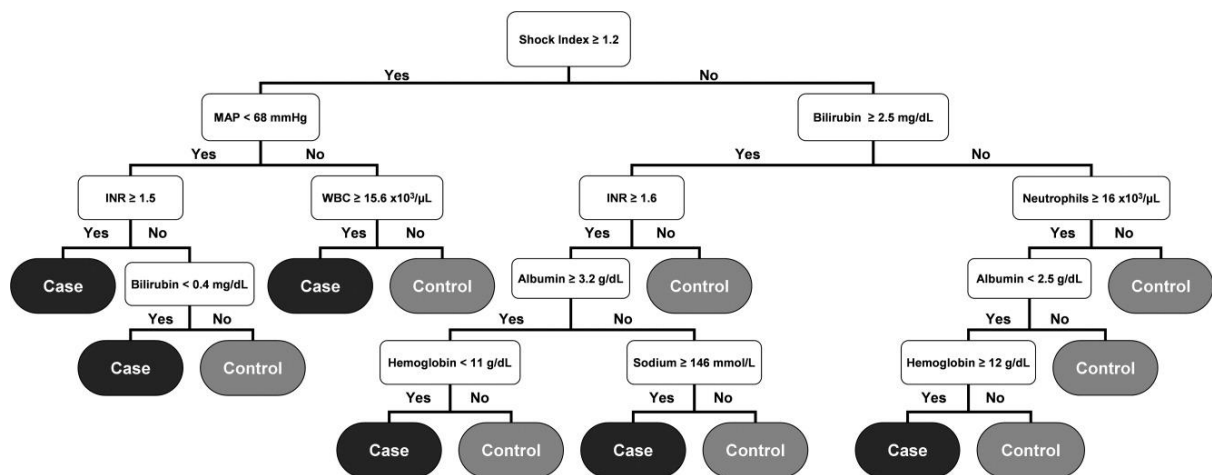 Shock Index ≥ 1.2
Yes No
MAP < 68 mmHg Bilirubin ≥ 2.5 mg/dL
Yes No Yes No
INR ≥ 1.5 WBC ≥ 15.6 x10³/µL INR ≥ 1.6 Neutrophils ≥ 16 x10³/µL
Yes No Yes No Yes No Yes No
Case Bilirubin < 0.4 mg/dL Case Control Albumin ≥ 3.2 g/dL Control Albumin < 2.5 g/dL Control
Yes No Yes No Yes No
Case Control Hemoglobin < 11 g/dL Sodium ≥ 146 mmol/L Hemoglobin ≥ 12 g/dL Control
Yes No Yes No Yes No
Case Control Case Control Case Control